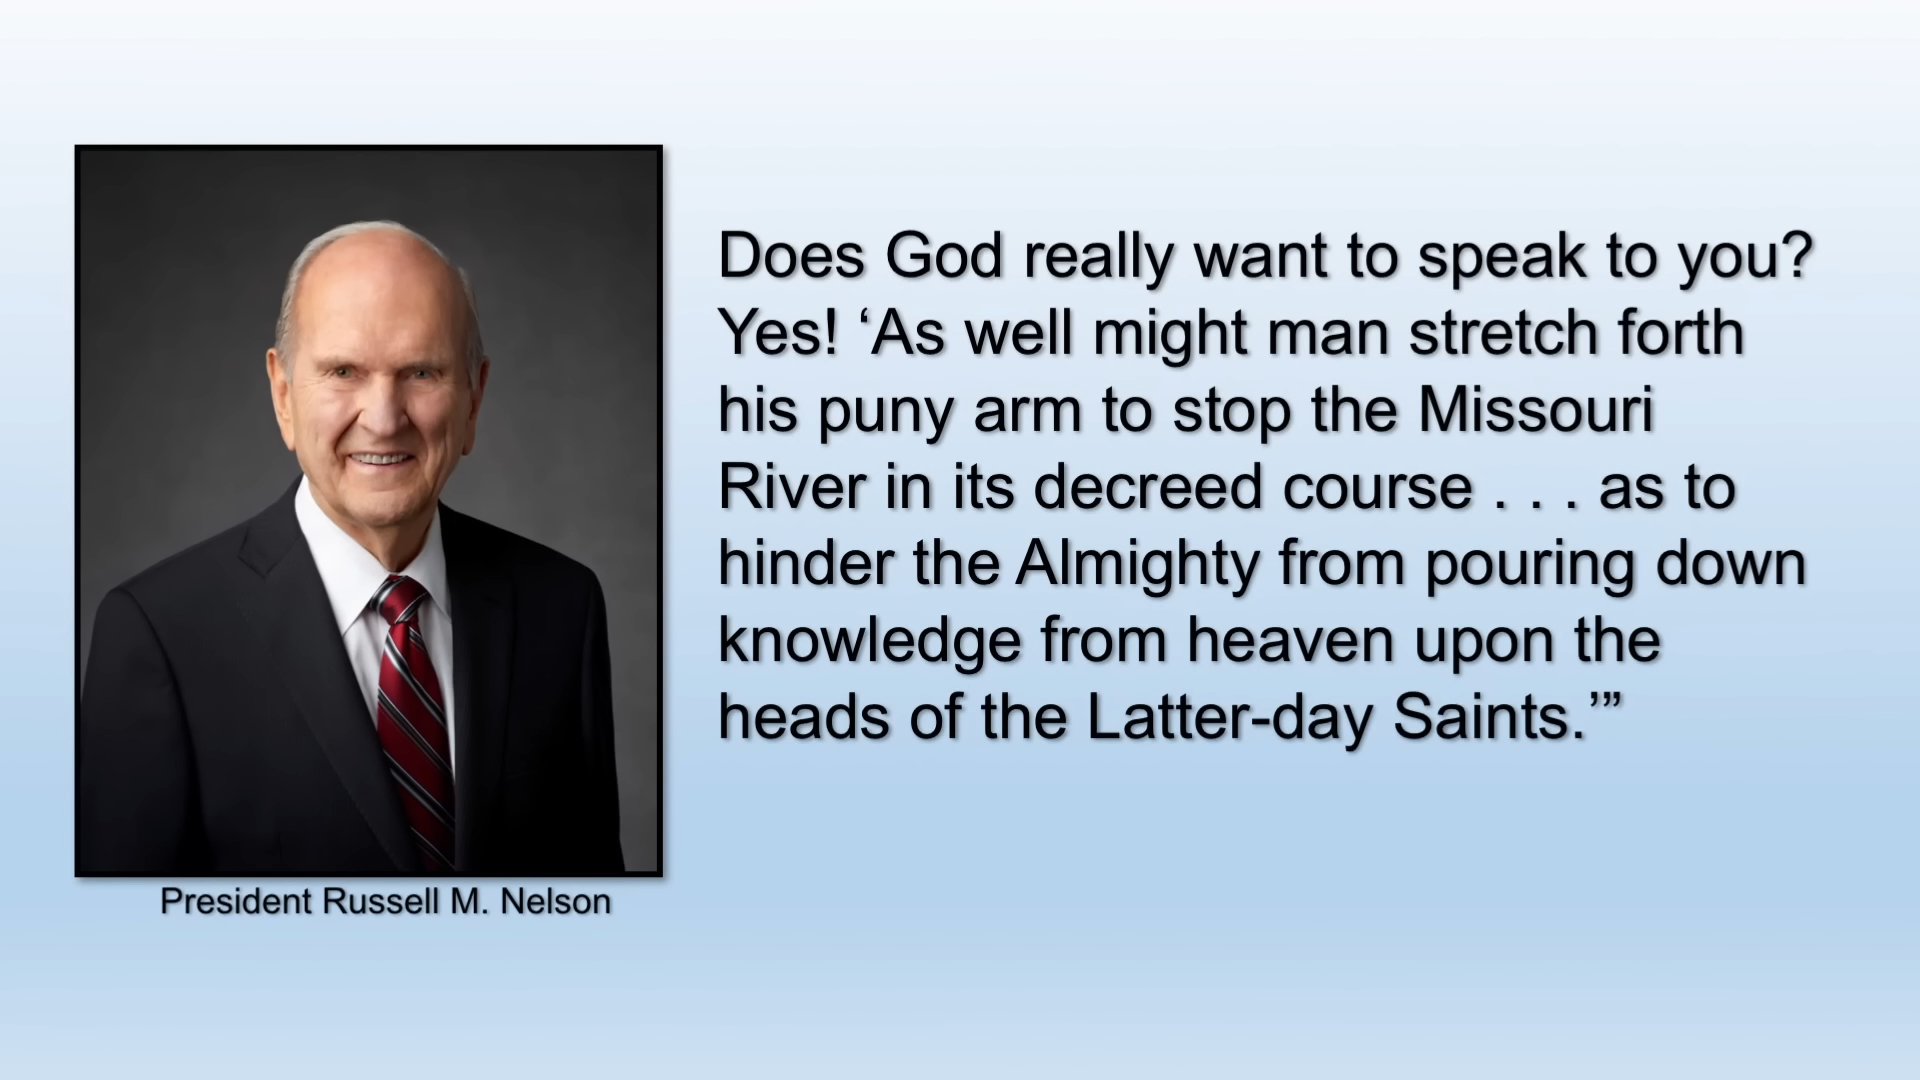 Does God really want to speak to you?
Yes! ‘As well might man stretch forth
his puny arm to stop the Missouri
River in its decreed course . . . as to
hinder the Almighty from pouring down
knowledge from heaven upon the
heads of the Latter-day Saints.’”
President Russell M. Nelson